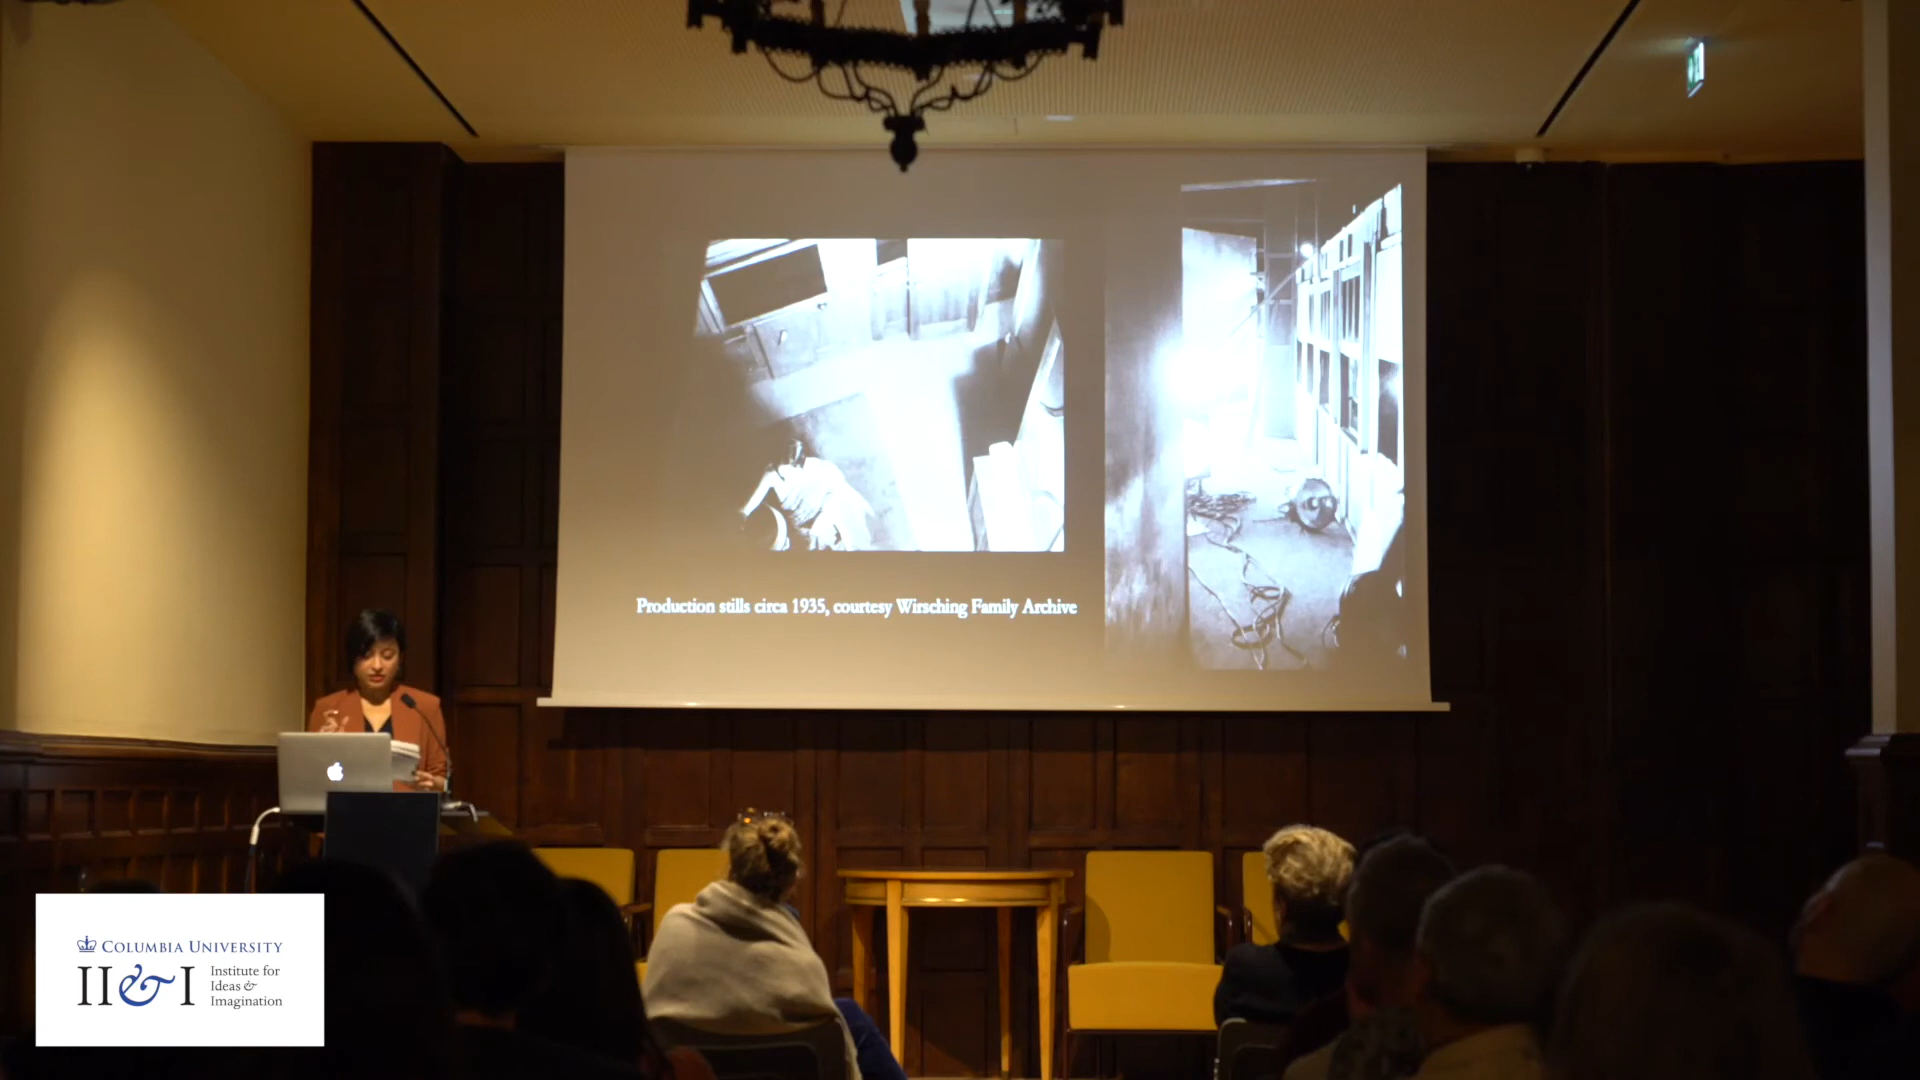 Production stills circa 1935, courtesy Wirsching Family Archive
COLUMBIA UNIVERSITY
II&I
Institute for
Ideas &
Imagination